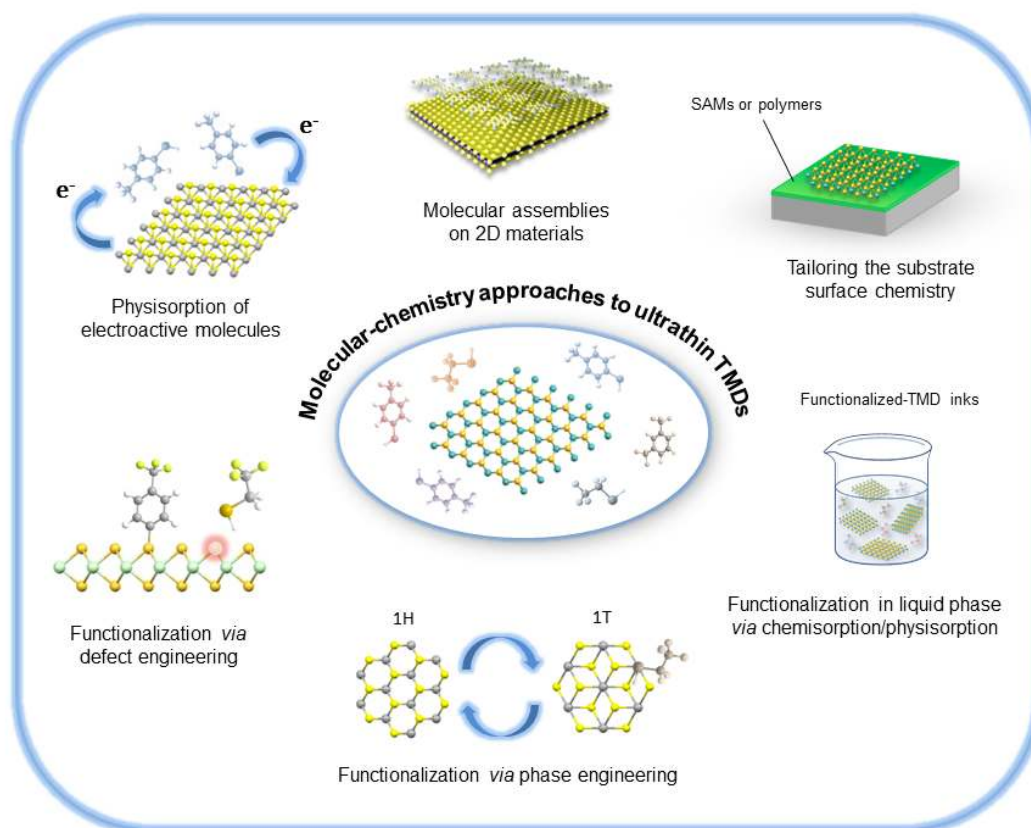 e-
e-
Molecular assemblies
on 2D materials
SAMs or polymers
Tailoring the substrate
surface chemistry
Physisorption of
electroactive molecules
Molecular-chemistry approaches to ultrathin TMDs
Functionalized-TMD inks
Functionalization via
defect engineering
Functionalization in liquid phase
via chemisorption/physisorption
1H
1T
Functionalization via phase engineering